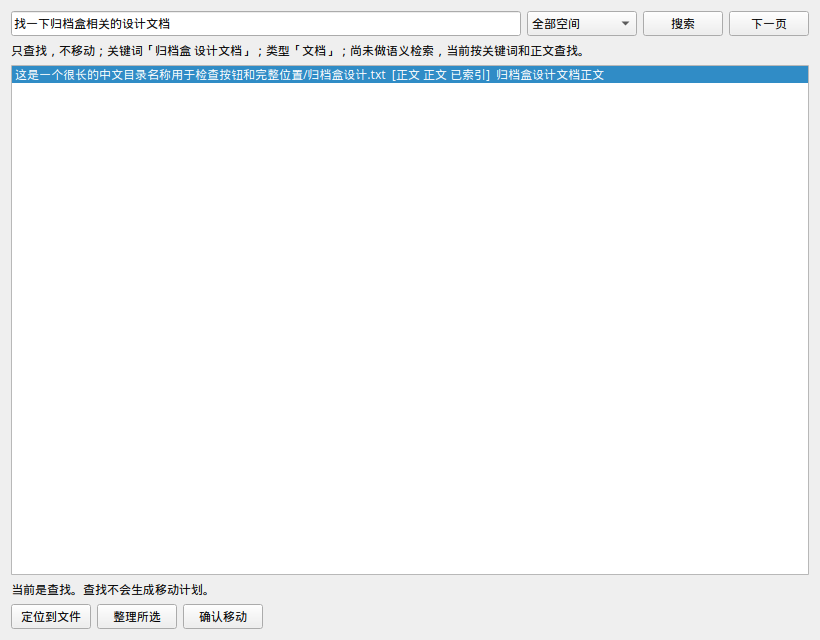 找一下归档盒相关的设计文档 全部空间 搜索 下一页
只查找，不移动；关键词「归档盒 设计文档」；类型「文档」；尚未做语义检索，当前按关键词和正文查找。
这是一个很长的中文目录名称用于检查按钮和完整位置/归档盒设计.txt [正文 正文 已索引] 归档盒设计文档正文
当前是查找。查找不会生成移动计划。
定位到文件 整理所选 确认移动